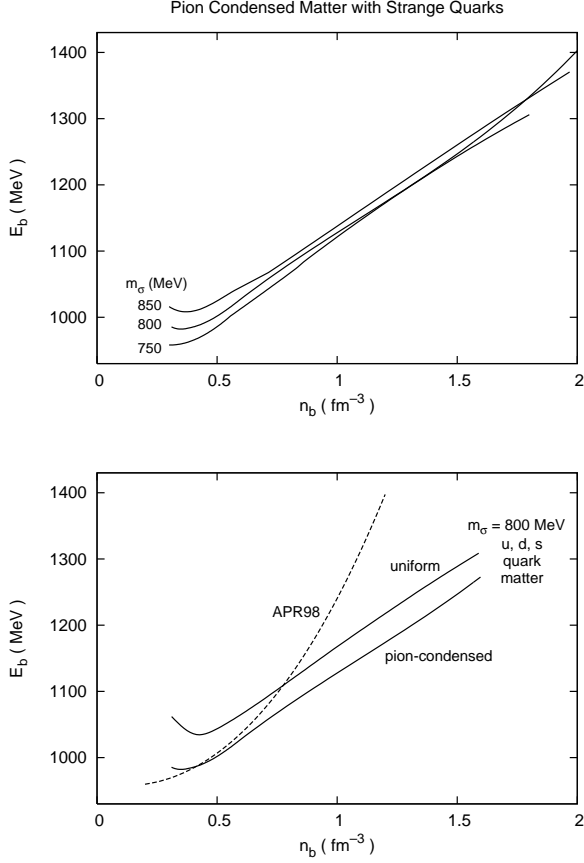 Pion Condensed Matter with Strange Quarks
1400
1300
1200
1100
1000
E_b ( MeV )
m_σ (MeV)
850
800
750
0
0.5
1
1.5
2
n_b ( fm⁻³ )
1400
1300
1200
1100
1000
E_b ( MeV )
m_σ = 800 MeV
u, d, s
quark
matter
uniform
APR98
pion-condensed
0
0.5
1
1.5
2
n_b ( fm⁻³ )